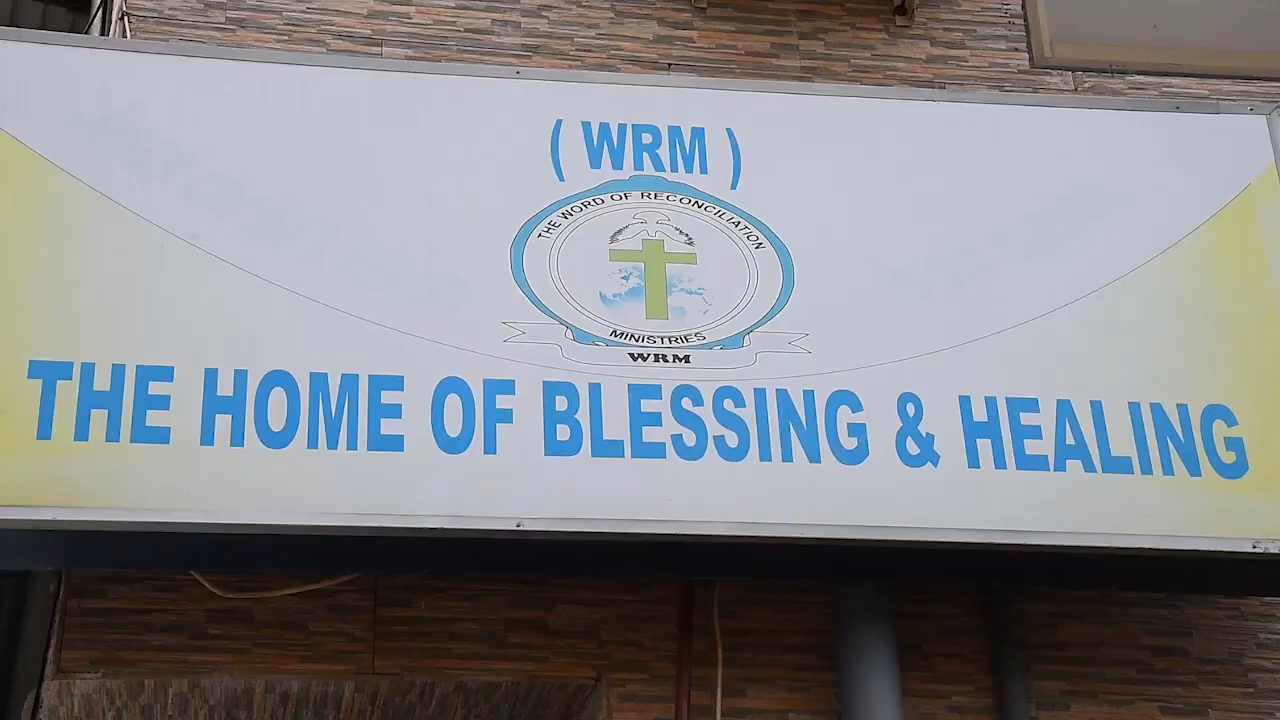 ( WRM )
THE WORD OF RECONCILIATION
MINISTRIES
WRM
THE HOME OF BLESSING & HEALING